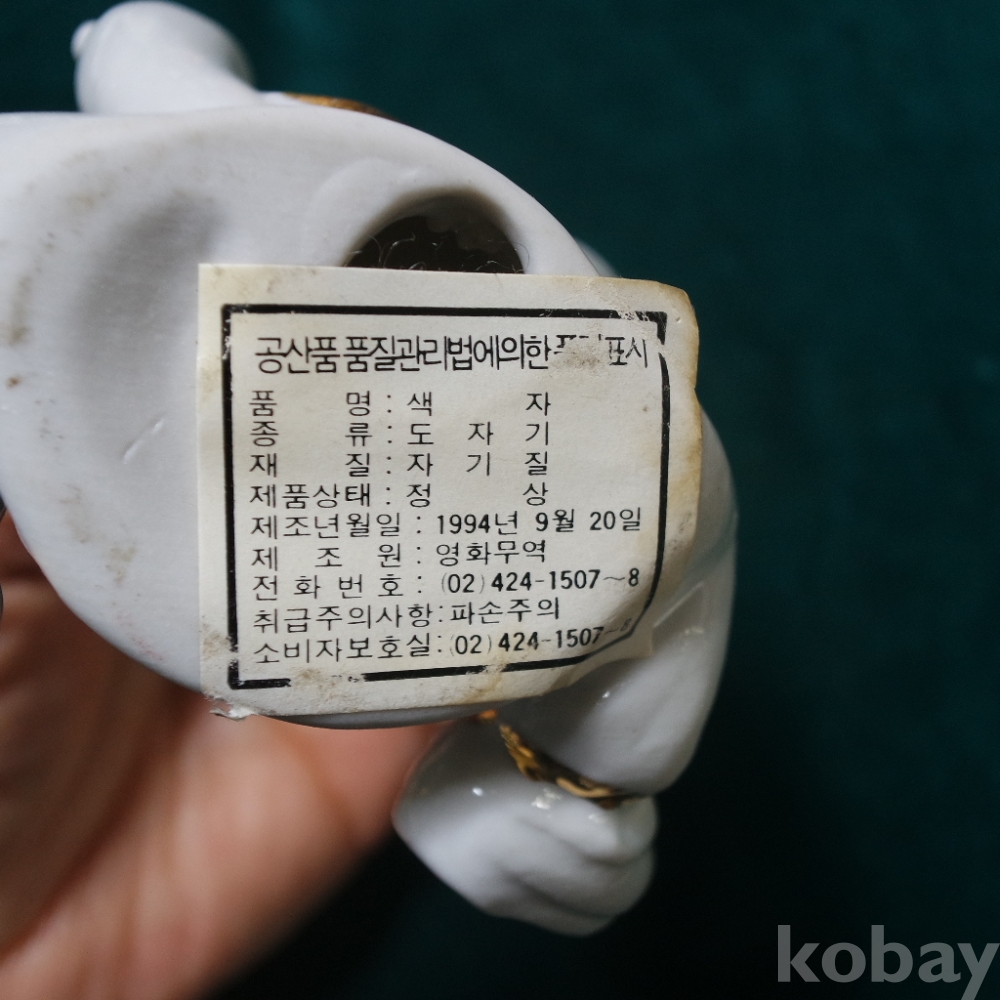 공산품 품질관리법에의한 표시
품 명 : 색 자
종 류 : 도 자 기
재 질 : 자 기 질
제품상태 : 정 상
제조년월일 : 1994년 9월 20일
제 조 원 : 영화무역
전 화 번 호 : (02) 424-1507~8
취급주의사항 : 파손주의
소비자보호실 : (02) 424-1507~8
kobay